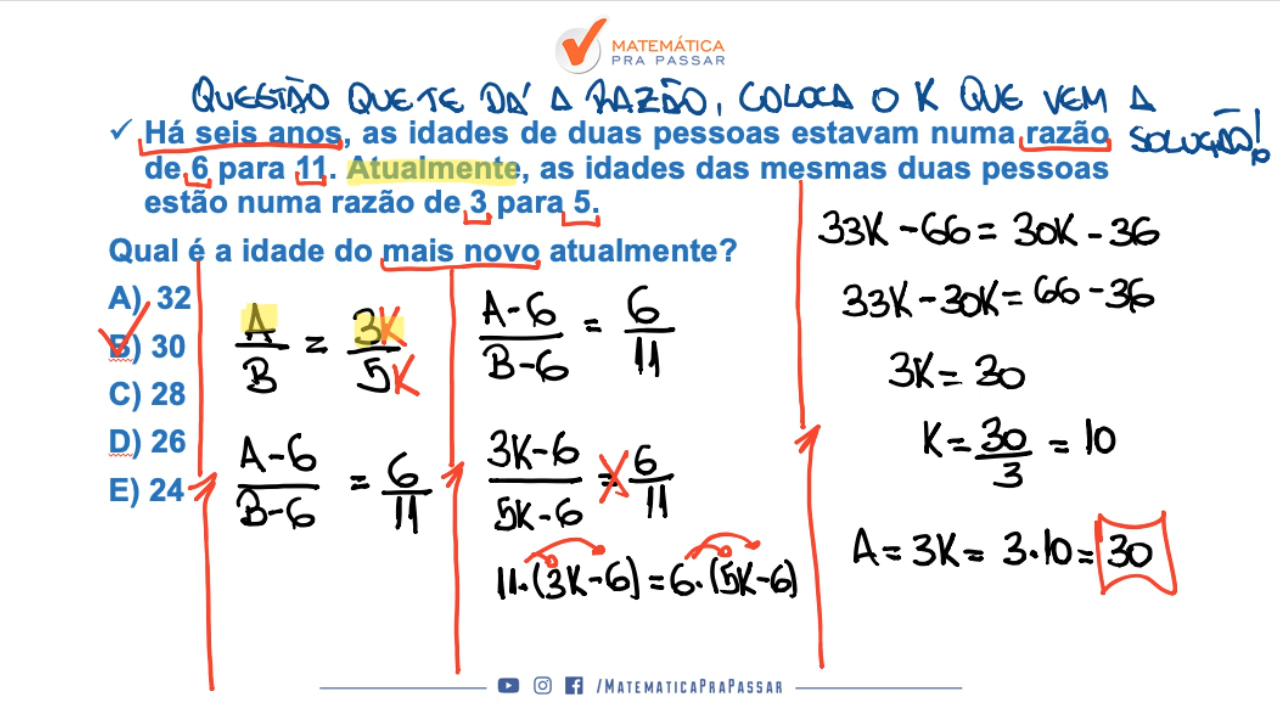 MATEMÁTICA
PRA PASSAR
QUESTÃO QUE TE DÁ A RAZÃO, COLOCA O K QUE VEM A
SOLUÇÃO!
✓ Há seis anos, as idades de duas pessoas estavam numa razão
de 6 para 11. Atualmente, as idades das mesmas duas pessoas
estão numa razão de 3 para 5.
Qual é a idade do mais novo atualmente?
A) 32
B) 30
C) 28
D) 26
E) 24
A/B = 3K/5K
A-6/B-6 = 6/11
A-6/B-6 = 6/11
3K-6/5K-6 = 6/11
11·(3K-6)=6·(5K-6)
33K-66=30K-36
33K-30K=66-36
3K=30
K=30/3=10
A=3K=3·10=30
/MatematicaPraPassar